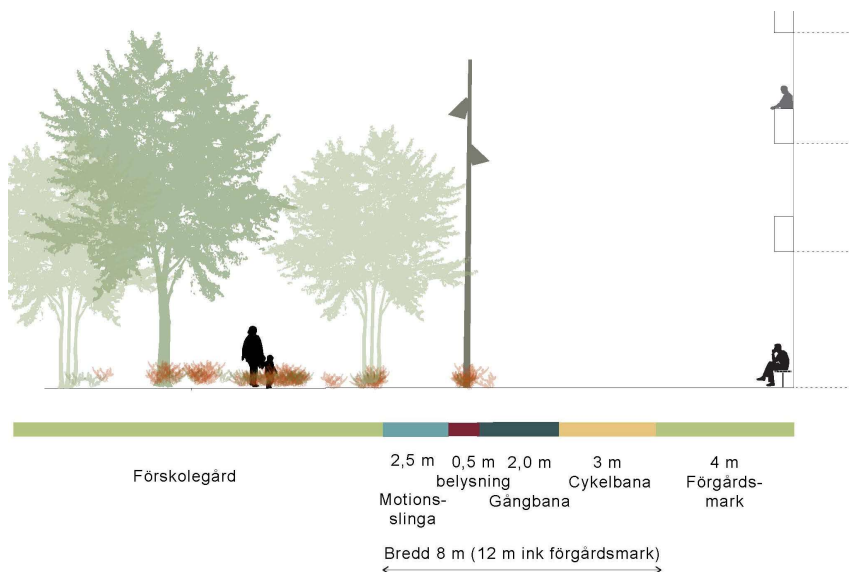 Förskolegård
2,5 m
Motions-
slinga
0,5 m
belysning
2,0 m
Gångbana
3 m
Cykelbana
4 m
Förgårds-
mark
Bredd 8 m (12 m ink förgårdsmark)